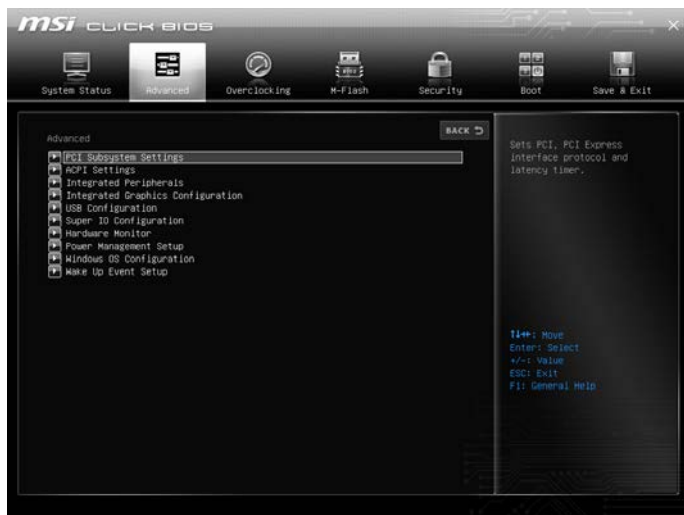 msi CLICK BIOS
System Status
Advanced
Overclocking
M-Flash
Security
Boot
Save & Exit
BACK
Advanced
PCI Subsystem Settings
ACPI Settings
Integrated Peripherals
Integrated Graphics Configuration
USB Configuration
Super IO Configuration
Hardware Monitor
Power Management Setup
Windows OS Configuration
Wake Up Event Setup
Sets PCI, PCI Express
interface protocol and
latency timer.
↑↓←→: Move
Enter: Select
+/-: Value
ESC: Exit
F1: General Help